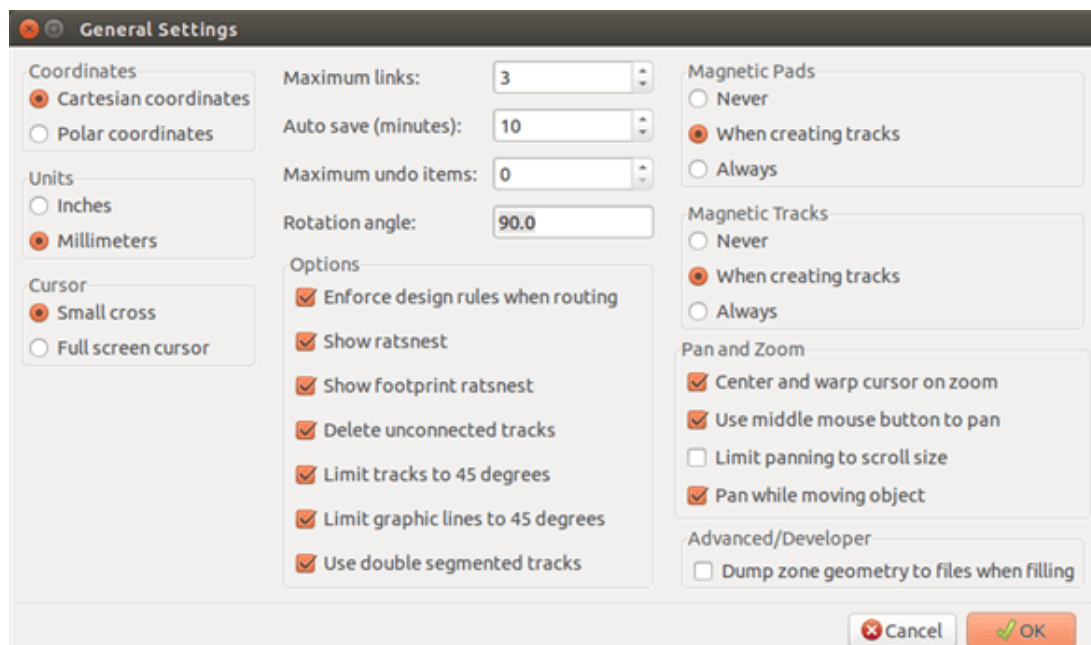 General Settings
Coordinates
Cartesian coordinates
Polar coordinates
Units
Inches
Millimeters
Cursor
Small cross
Full screen cursor
Maximum links: 3
Auto save (minutes): 10
Maximum undo items: 0
Rotation angle: 90.0
Options
Enforce design rules when routing
Show ratsnest
Show footprint ratsnest
Delete unconnected tracks
Limit tracks to 45 degrees
Limit graphic lines to 45 degrees
Use double segmented tracks
Magnetic Pads
Never
When creating tracks
Always
Magnetic Tracks
Never
When creating tracks
Always
Pan and Zoom
Center and warp cursor on zoom
Use middle mouse button to pan
Limit panning to scroll size
Pan while moving object
Advanced/Developer
Dump zone geometry to files when filling
Cancel
OK